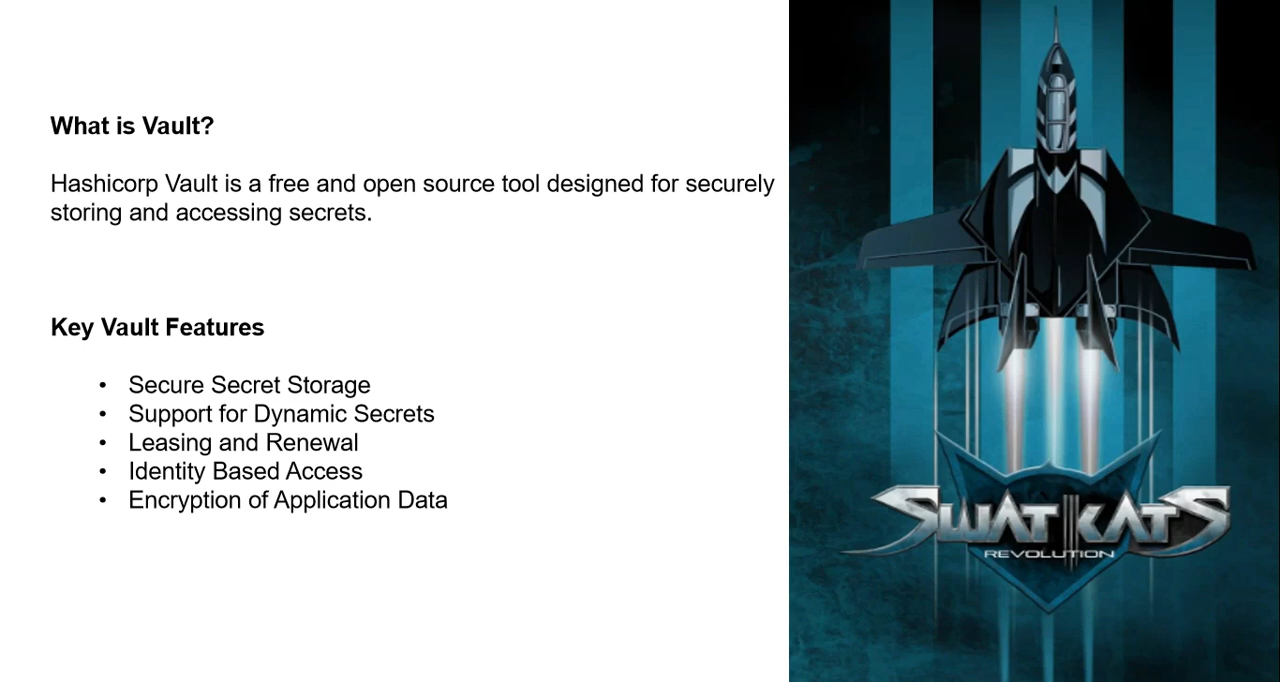 What is Vault?
Hashicorp Vault is a free and open source tool designed for securely
storing and accessing secrets.
Key Vault Features
• Secure Secret Storage
• Support for Dynamic Secrets
• Leasing and Renewal
• Identity Based Access
• Encryption of Application Data
SWAT KATS
REVOLUTION